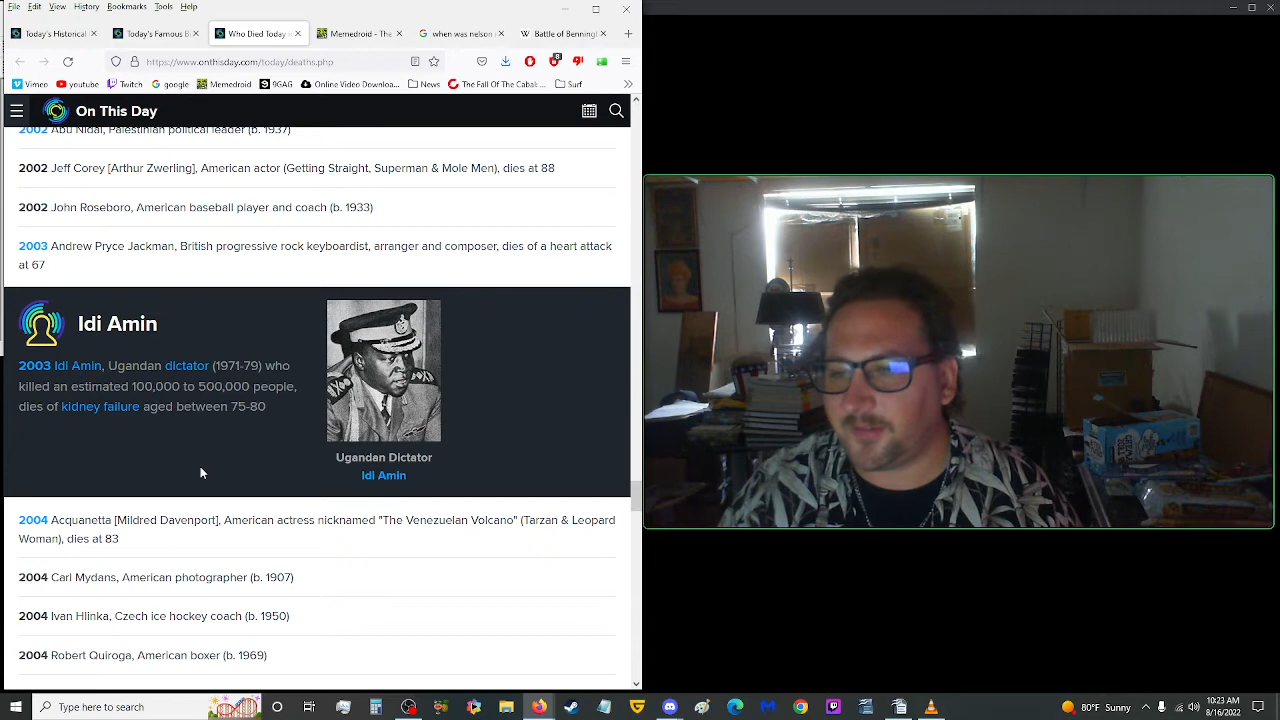 File Edit View History Bookmarks Tools Help
Today's Historical Today's Famous Bi Who Died Today Memedroid - The when was nelson Battle of Benningt
https://www.onthisday.com/today/deaths.php
Vimeo youtube Twitch google Memedroid 9GAG Online Video Downloa... News The Fall Of The Cabal... Surf
On This Day
2002 Abu Nidal, Palestinian political leader (b. 1937)
2002 Jeff Corey [Arthur Zwerling], American actor (Getting Straight, Superman & Mole Men), dies at 88
2002 John Roseboro, American baseball player and coach (b. 1933)
2003 Andrew Pryce Jackman, British progressive rock keyboardist, arranger and composer, dies of a heart attack
at 67
Idi Amin
2003 Idi Amin, Ugandan dictator (1971-79) who
killed an estimated 100,000 to 500,000 people,
dies of kidney failure aged between 75-80
Ugandan Dictator
Idi Amin
2004 Acquanetta [Mildred Davenport], American actress nicknamed "The Venezuelan Volcano" (Tarzan & Leopard
Woman), dies at 83
2004 Carl Mydans, American photographer (b. 1907)
2004 Ivan Hlinka, Czech ice hockey coach (b. 1950)
2004 Robert Quiroga, American boxer (b. 1969)
Type here to search
80°F Sunny
10:23 AM
8/16/2022